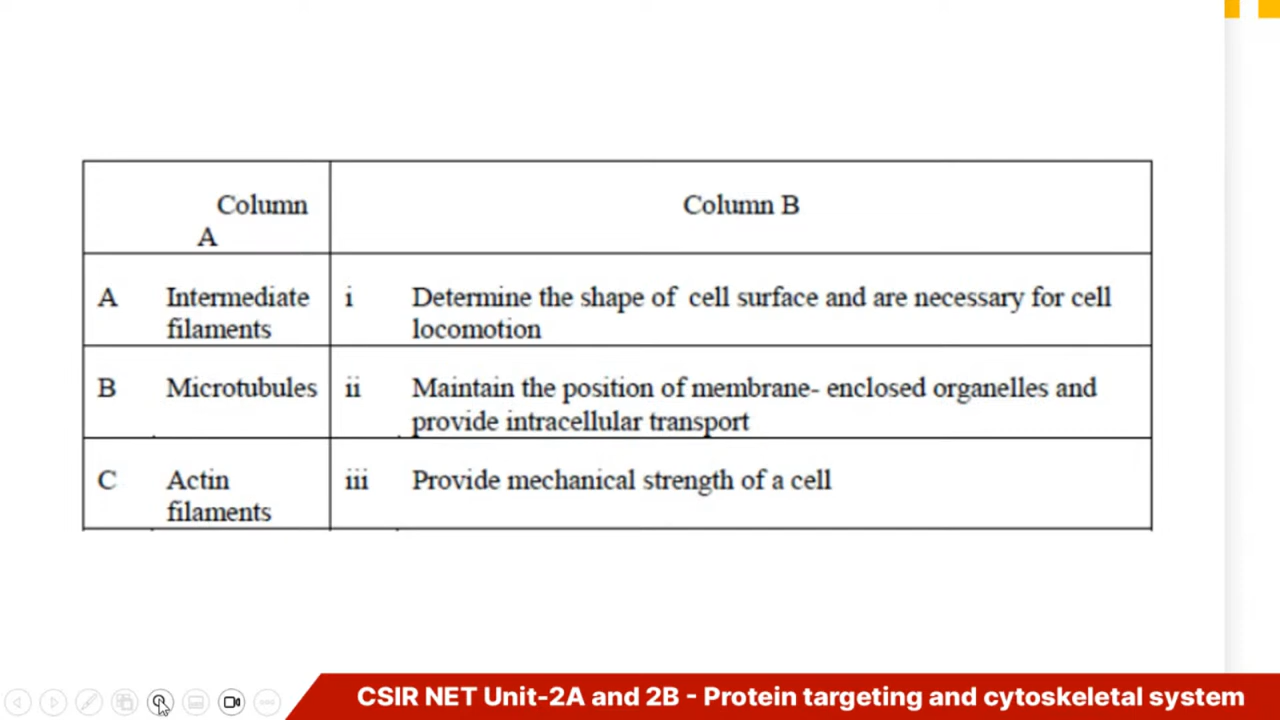 Column
A
Column B
A Intermediate filaments i Determine the shape of cell surface and are necessary for cell locomotion
B Microtubules ii Maintain the position of membrane- enclosed organelles and provide intracellular transport
C Actin filaments iii Provide mechanical strength of a cell
CSIR NET Unit-2A and 2B - Protein targeting and cytoskeletal system